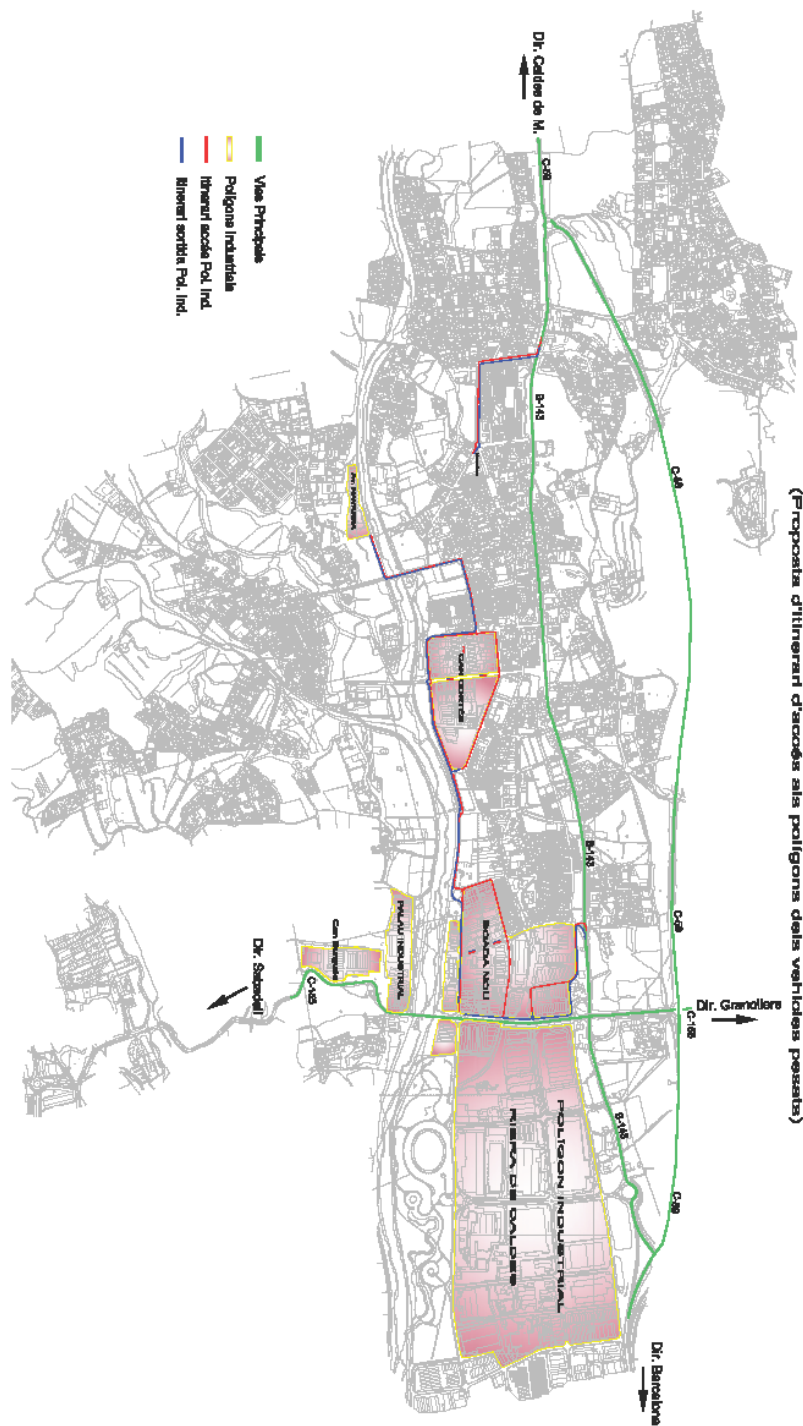 (Proposta d'itinerari d'accés als polígons dels vehicles pesats)
Dir. Caldes de M.
C-59
B-143
C-59
B-143
C-59
Dir. Granollers
C-155
B-143
C-59
Dir. Barcelona
CAN CORTÈS
BOADA NOU
PALAU INDUSTRIAL
Can Burguès
C-155
Dir. Sabadell
POLÍGON INDUSTRIAL
RIERA DE CALDES
Vies Principals
Polígons Industrials
Itinerari accés Pol. Ind.
Itinerari sortida Pol. Ind.